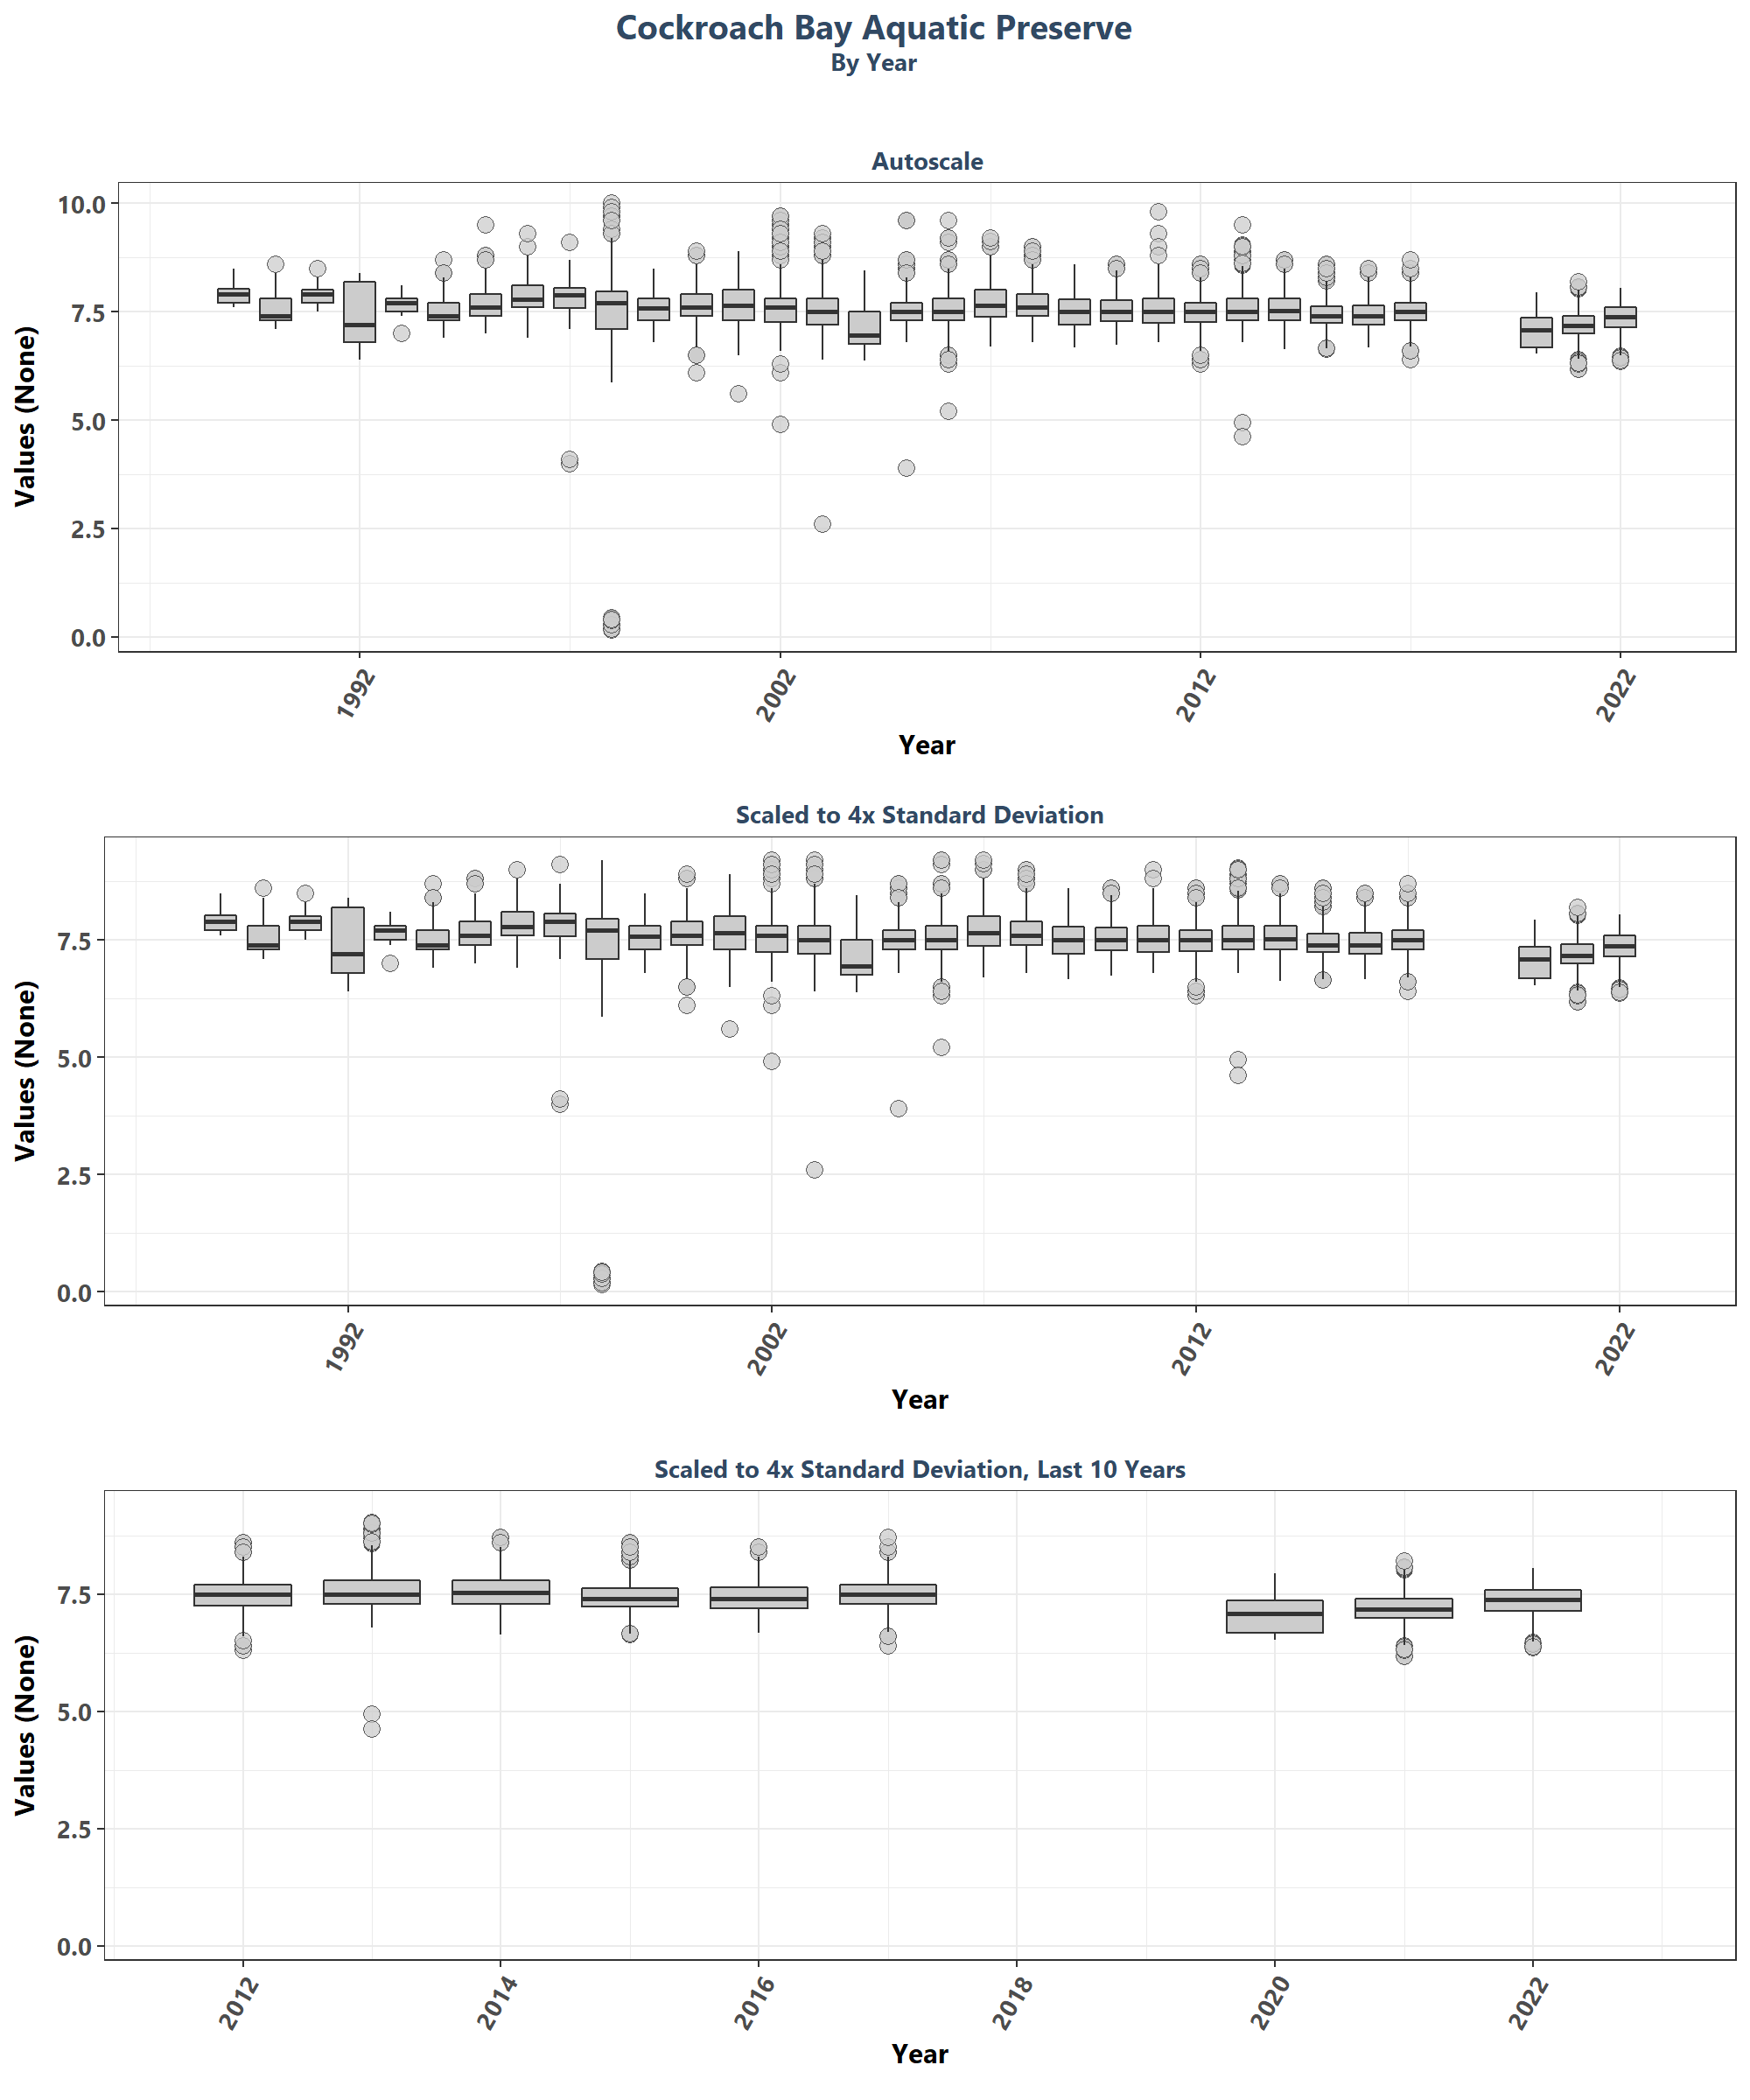 Cockroach Bay Aquatic Preserve
By Year
Autoscale
Values (None)
10.0
7.5
5.0
2.5
0.0
1992
2002
2012
2022
Year
Scaled to 4x Standard Deviation
Values (None)
7.5
5.0
2.5
0.0
1992
2002
2012
2022
Year
Scaled to 4x Standard Deviation, Last 10 Years
Values (None)
7.5
5.0
2.5
0.0
2012
2014
2016
2018
2020
2022
Year